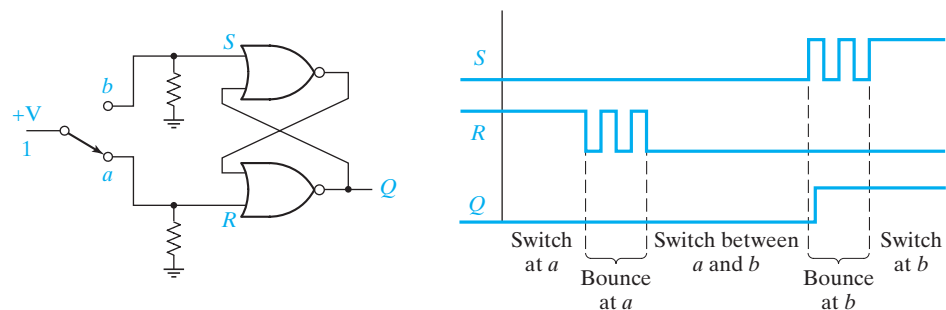 S
b
+V
1
a
R
Q
S
R
Q
Switch at a
Bounce at a
Switch between a and b
Bounce at b
Switch at b